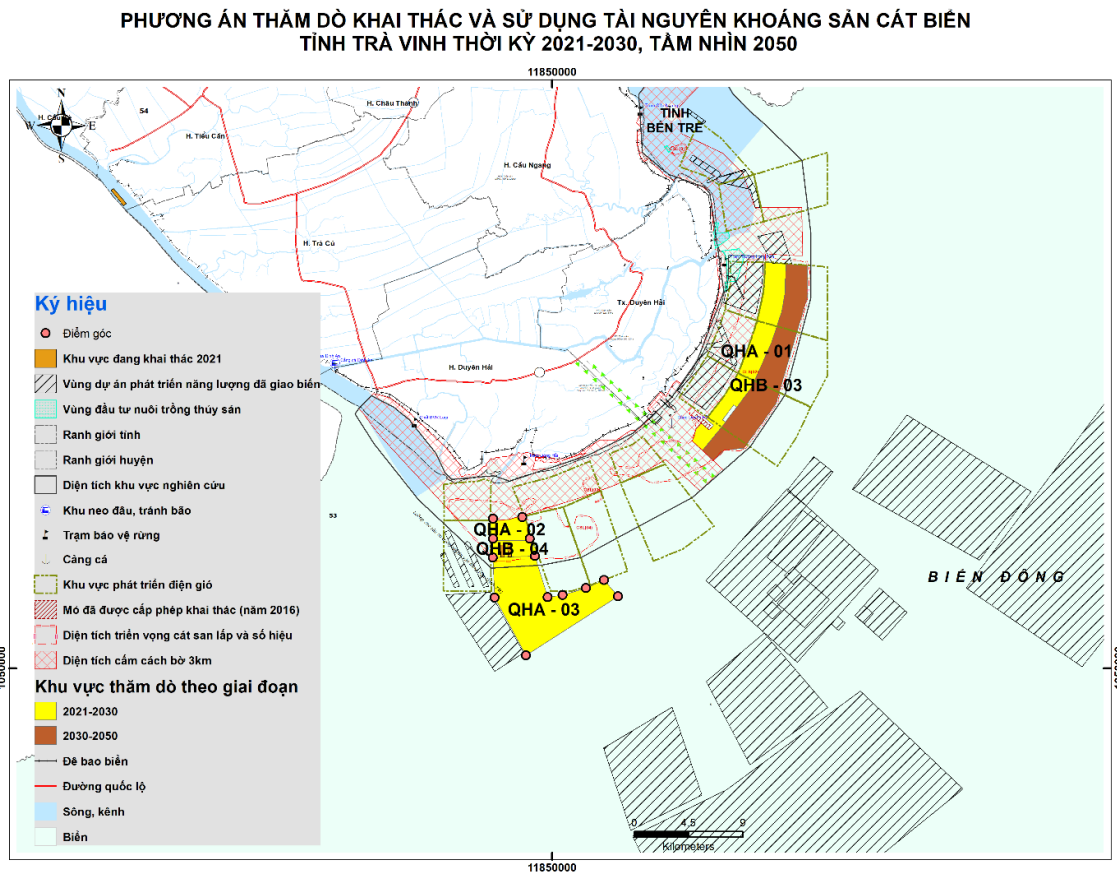 PHƯƠNG ÁN THĂM DÒ KHAI THÁC VÀ SỬ DỤNG TÀI NGUYÊN KHOÁNG SẢN CÁT BIỂN
TỈNH TRÀ VINH THỜI KỲ 2021-2030, TẦM NHÌN 2050
11850000
N
W
E
S
54
H. Châu Thành
H. Tiểu Cần
TỈNH
BẾN TRE
H. Cầu Ngang
H. Trà Cú
Tx. Duyên Hải
H. Duyên Hải
QHA - 01
QHB - 03
53
QHA - 02
QHB - 04
QHA - 03
BIỂN ĐÔNG
Ký hiệu
Điểm góc
Khu vực đang khai thác 2021
Vùng dự án phát triển năng lượng đã giao biển
Vùng đầu tư nuôi trồng thủy sản
Ranh giới tỉnh
Ranh giới huyện
Diện tích khu vực nghiên cứu
Khu neo đậu, tránh bão
Trạm bảo vệ rừng
Cảng cá
Khu vực phát triển điện gió
Mỏ đã được cấp phép khai thác (năm 2016)
Diện tích triển vọng cát san lấp và số hiệu
Diện tích cấm cách bờ 3km
Khu vực thăm dò theo giai đoạn
2021-2030
2030-2050
Đê bao biển
Đường quốc lộ
Sông, kênh
Biển
0 4.5 9
Kilometers
11850000